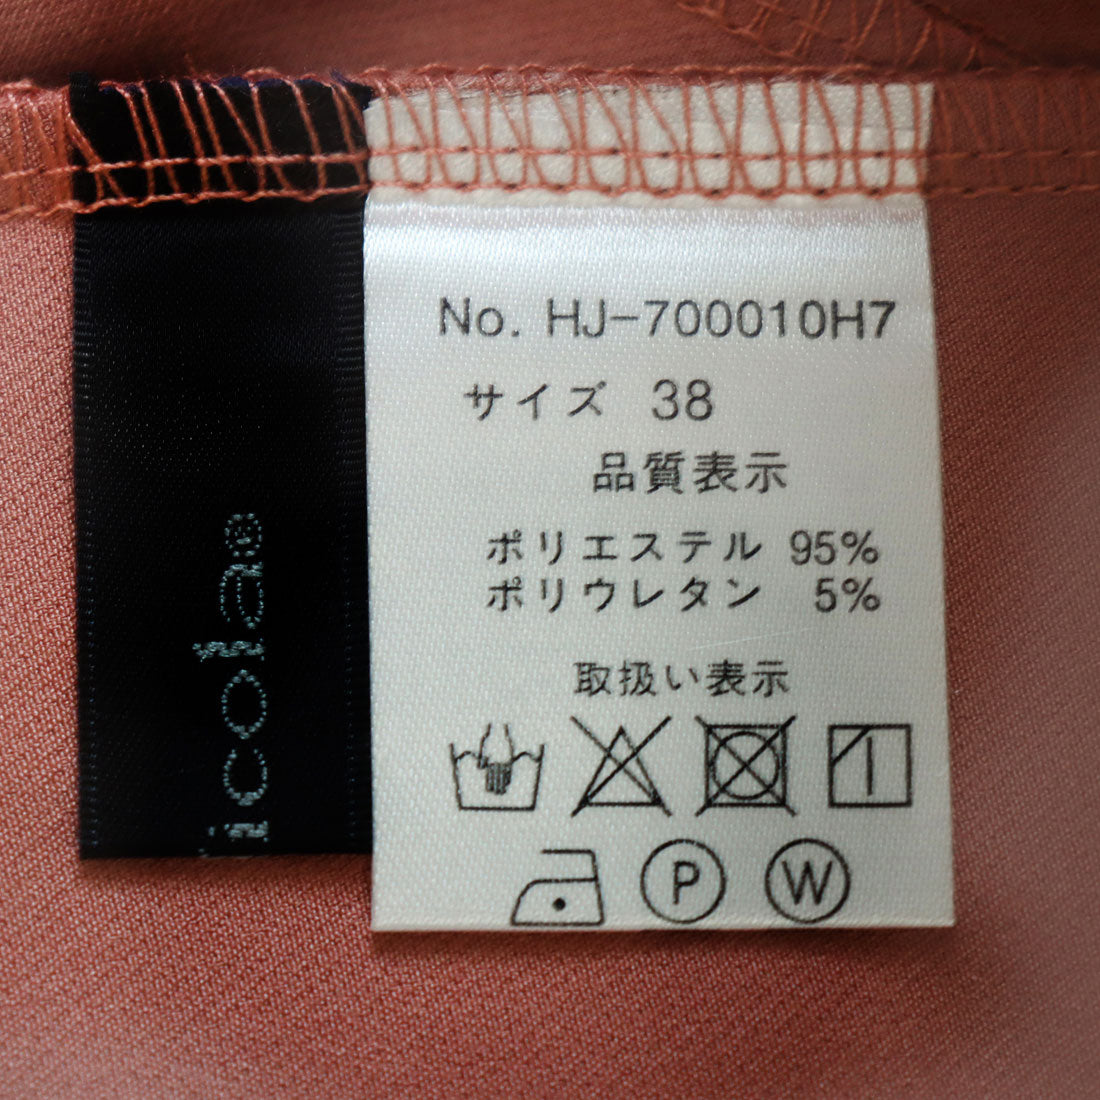 No. HJ-700010H7
サイズ 38
品質表示
ポリエステル 95%
ポリウレタン 5%
取扱い表示
P W
icolas